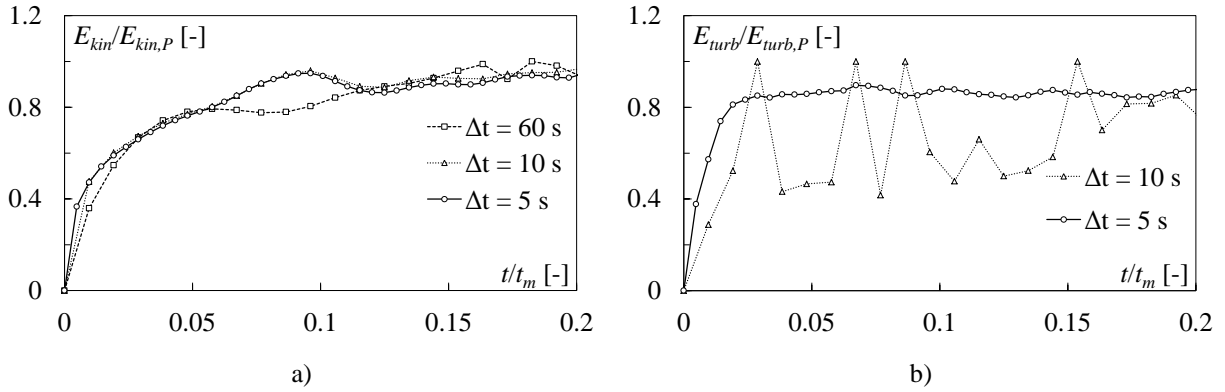 1.2
E_kin/E_kin,P [-]
0.8
0.4
0
Δt = 60 s
Δt = 10 s
Δt = 5 s
t/t_m [-]
0 0.05 0.1 0.15 0.2
a)
1.2
E_turb/E_turb,P [-]
0.8
0.4
0
Δt = 10 s
Δt = 5 s
t/t_m [-]
0 0.05 0.1 0.15 0.2
b)